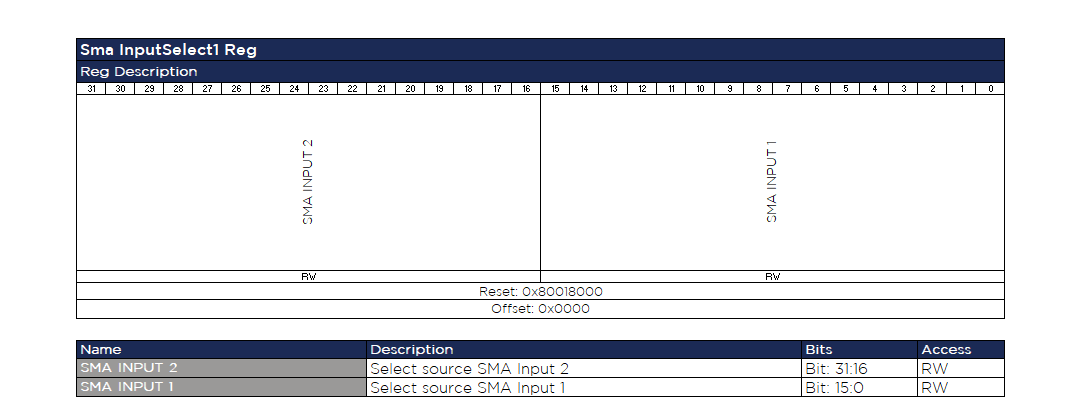 Sma InputSelect1 Reg
Reg Description
31 30 29 28 27 26 25 24 23 22 21 20 19 18 17 16 15 14 13 12 11 10 9 8 7 6 5 4 3 2 1 0
SMA INPUT 2 SMA INPUT 1
RW RW
Reset: 0x80018000
Offset: 0x0000
Name Description Bits Access
SMA INPUT 2 Select source SMA Input 2 Bit: 31:16 RW
SMA INPUT 1 Select source SMA Input 1 Bit: 15:0 RW